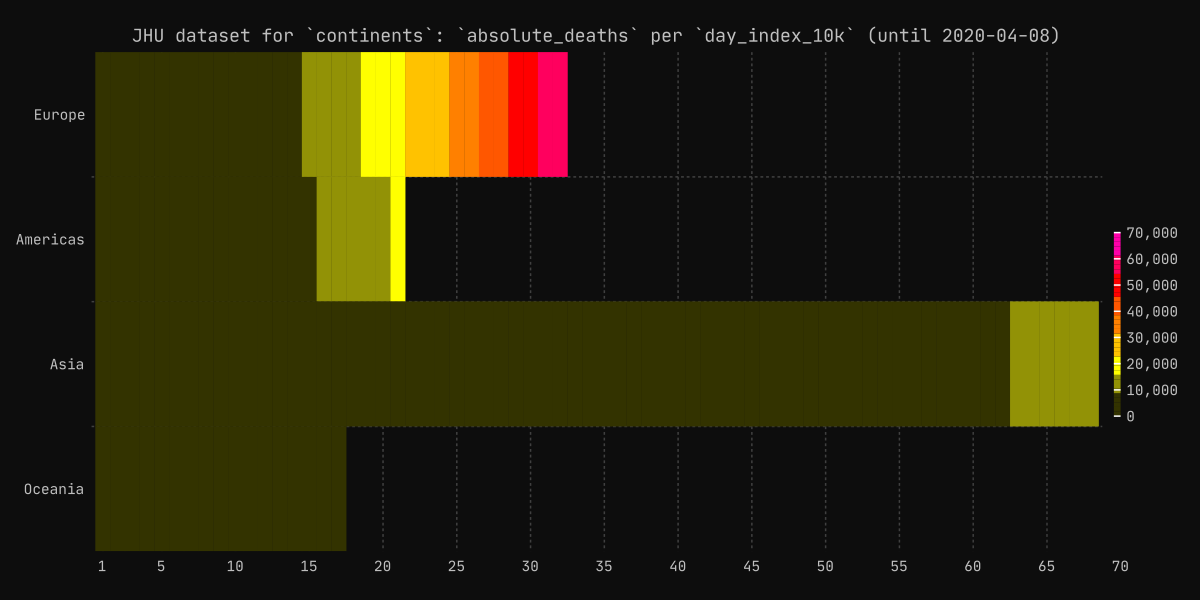 JHU dataset for `continents`: `absolute_deaths` per `day_index_10k` (until 2020-04-08)
Europe
Americas
Asia
Oceania
70,000
60,000
50,000
40,000
30,000
20,000
10,000
0
1 5 10 15 20 25 30 35 40 45 50 55 60 65 70